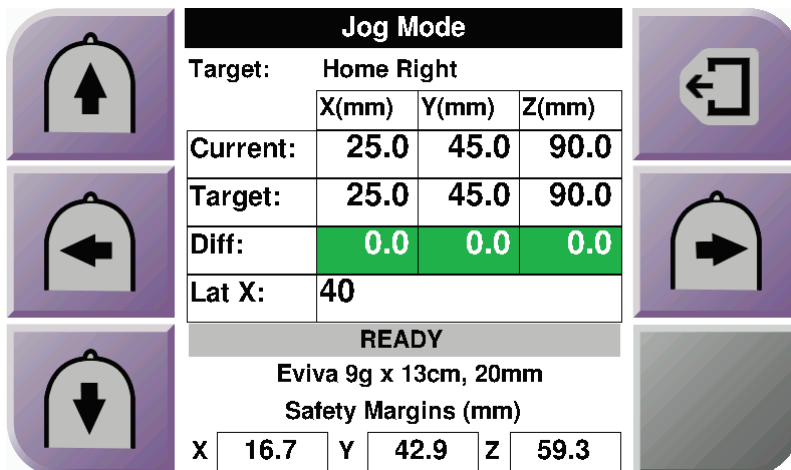 Jog Mode
Target: Home Right
X(mm) Y(mm) Z(mm)
Current: 25.0 45.0 90.0
Target: 25.0 45.0 90.0
Diff: 0.0 0.0 0.0
Lat X: 40
READY
Eviva 9g x 13cm, 20mm
Safety Margins (mm)
X 16.7 Y 42.9 Z 59.3